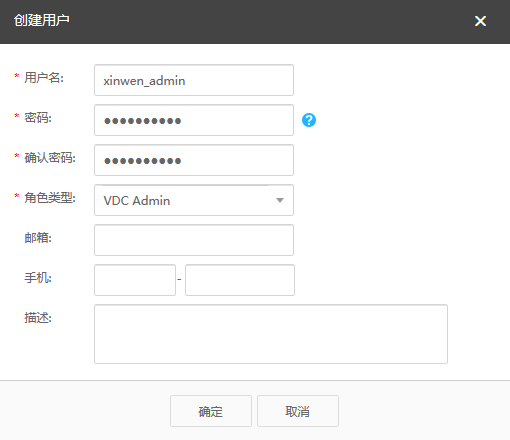 创建用户
* 用户名: xinwen_admin
* 密码: ●●●●●●●●●● ?
* 确认密码: ●●●●●●●●●●
* 角色类型: VDC Admin
邮箱:
手机: -
描述:
确定 取消